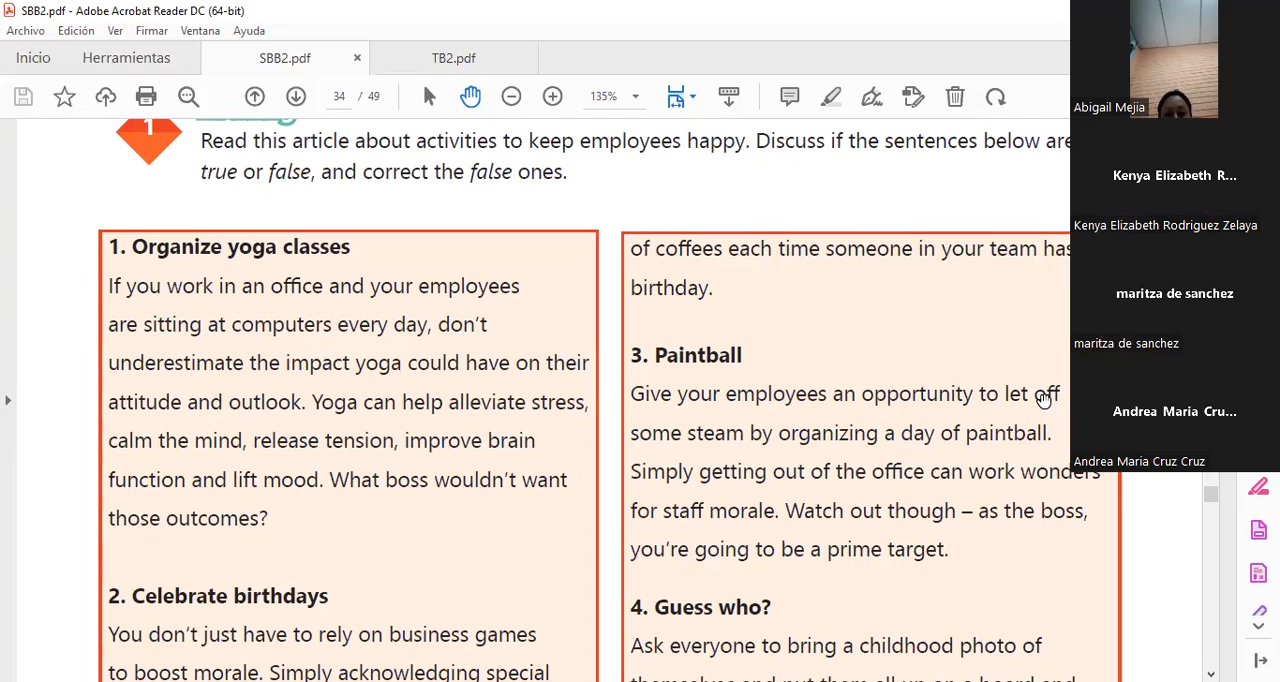 SBB2.pdf - Adobe Acrobat Reader DC (64-bit)
Archivo Edición Ver Firmar Ventana Ayuda
Inicio Herramientas SBB2.pdf × TB2.pdf
34 / 49 135%
1
Read this article about activities to keep employees happy. Discuss if the sentences below are
true or false, and correct the false ones.
1. Organize yoga classes
If you work in an office and your employees
are sitting at computers every day, don't
underestimate the impact yoga could have on their
attitude and outlook. Yoga can help alleviate stress,
calm the mind, release tension, improve brain
function and lift mood. What boss wouldn't want
those outcomes?
2. Celebrate birthdays
You don't just have to rely on business games
to boost morale. Simply acknowledging special
of coffees each time someone in your team has
birthday.
3. Paintball
Give your employees an opportunity to let off
some steam by organizing a day of paintball.
Simply getting out of the office can work wonders
for staff morale. Watch out though – as the boss,
you're going to be a prime target.
4. Guess who?
Ask everyone to bring a childhood photo of
themselves and put them all up on a board and
Abigail Mejia
Kenya Elizabeth R...
Kenya Elizabeth Rodriguez Zelaya
maritza de sanchez
maritza de sanchez
Andrea Maria Cru...
Andrea Maria Cruz Cruz